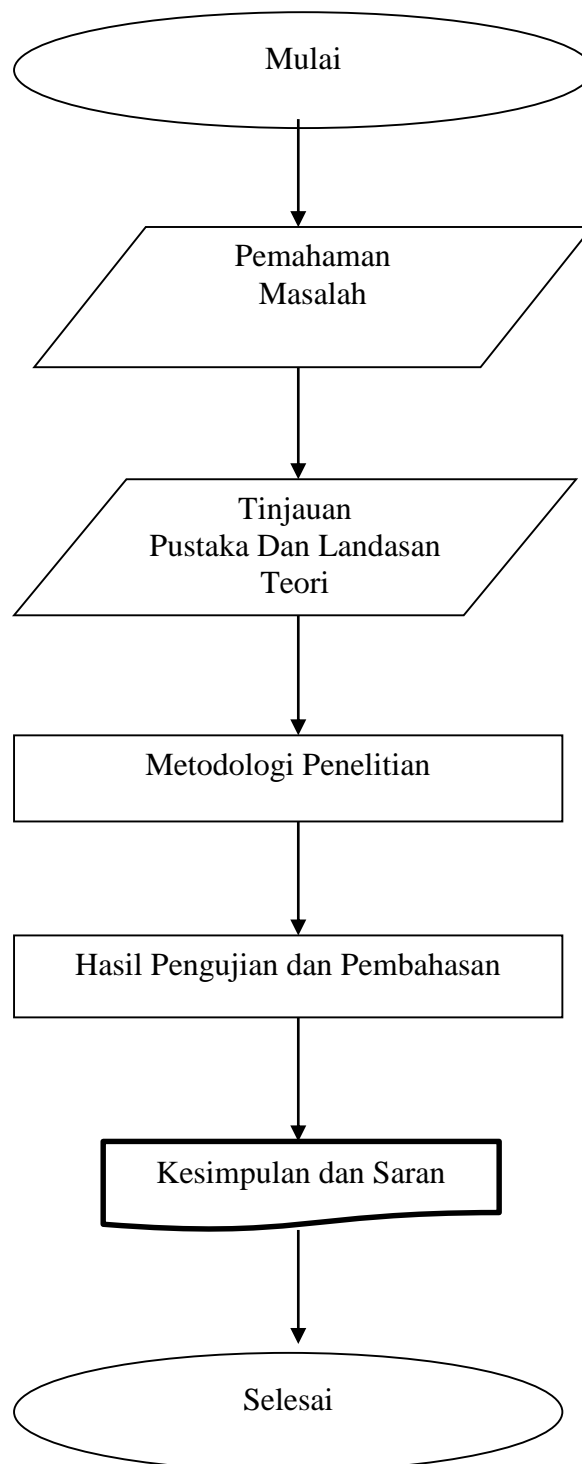 Mulai
Pemahaman
Masalah
Tinjauan
Pustaka Dan Landasan
Teori
Metodologi Penelitian
Hasil Pengujian dan Pembahasan
Kesimpulan dan Saran
Selesai